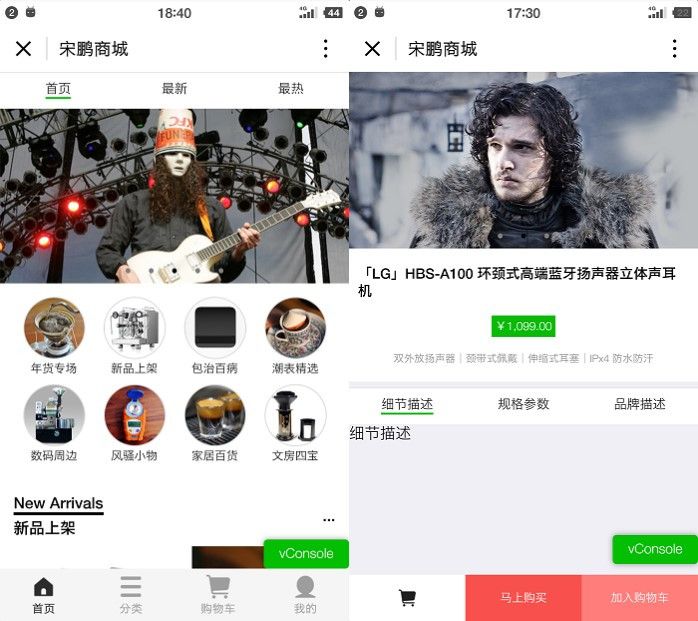 2
18:40
4G
44
宋鹏商城
首页
最新
最热
KFC
FUNERAL
年货专场
新品上架
包治百病
潮表精选
数码周边
风骚小物
家居百货
文房四宝
New Arrivals
新品上架
...
vConsole
首页
分类
购物车
我的
2
17:30
4G
22
宋鹏商城
「LG」HBS-A100 环颈式高端蓝牙扬声器立体声耳
机
￥1,099.00
双外放扬声器｜颈带式佩戴｜伸缩式耳塞｜IPx4 防水防汗
细节描述
规格参数
品牌描述
细节描述
vConsole
马上购买
加入购物车